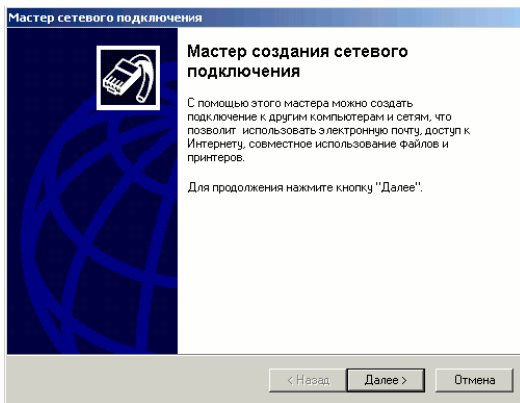 Мастер сетевого подключения
Мастер создания сетевого
подключения
С помощью этого мастера можно создать
подключение к другим компьютерам и сетям, что
позволит использовать электронную почту, доступ к
Интернету, совместное использование файлов и
принтеров.
Для продолжения нажмите кнопку "Далее".
< Назад
Далее >
Отмена